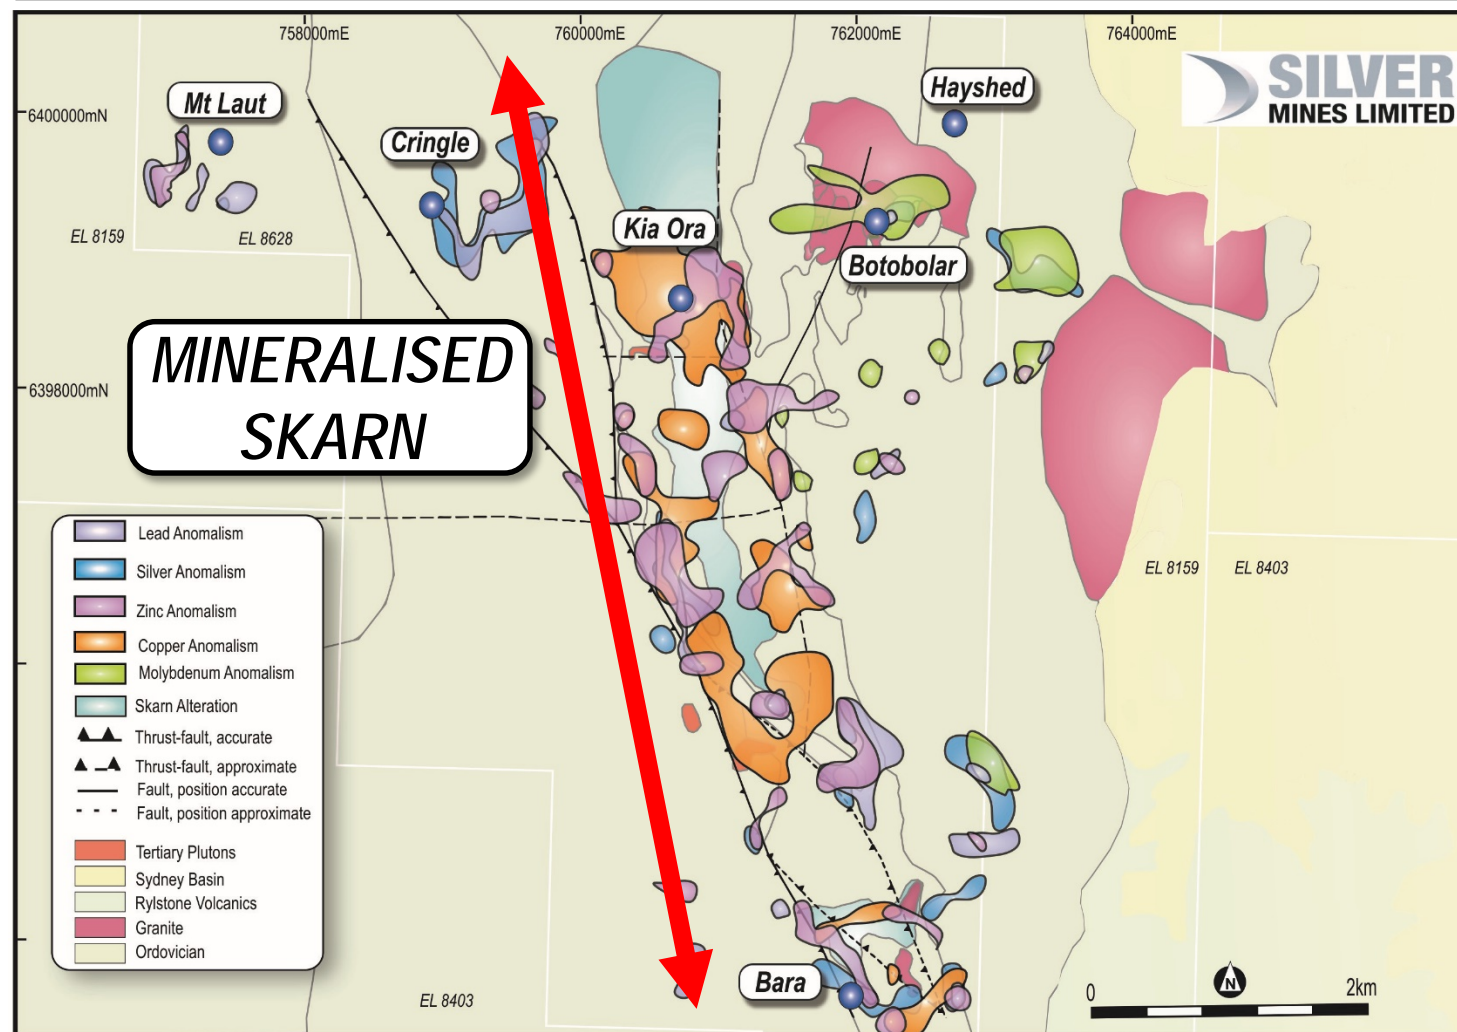 758000mE
760000mE
762000mE
764000mE
SILVER
MINES LIMITED
6400000mN
Mt Laut
Cringle
Hayshed
Kia Ora
EL 8159
EL 8628
Botobolar
MINERALISED
SKARN
6398000mN
Lead Anomalism
Silver Anomalism
Zinc Anomalism
Copper Anomalism
Molybdenum Anomalism
Skarn Alteration
Thrust-fault, accurate
Thrust-fault, approximate
Fault, position accurate
Fault, position approximate
Tertiary Plutons
Sydney Basin
Rylstone Volcanics
Granite
Ordovician
EL 8159
EL 8403
EL 8403
Bara
N
0
2km